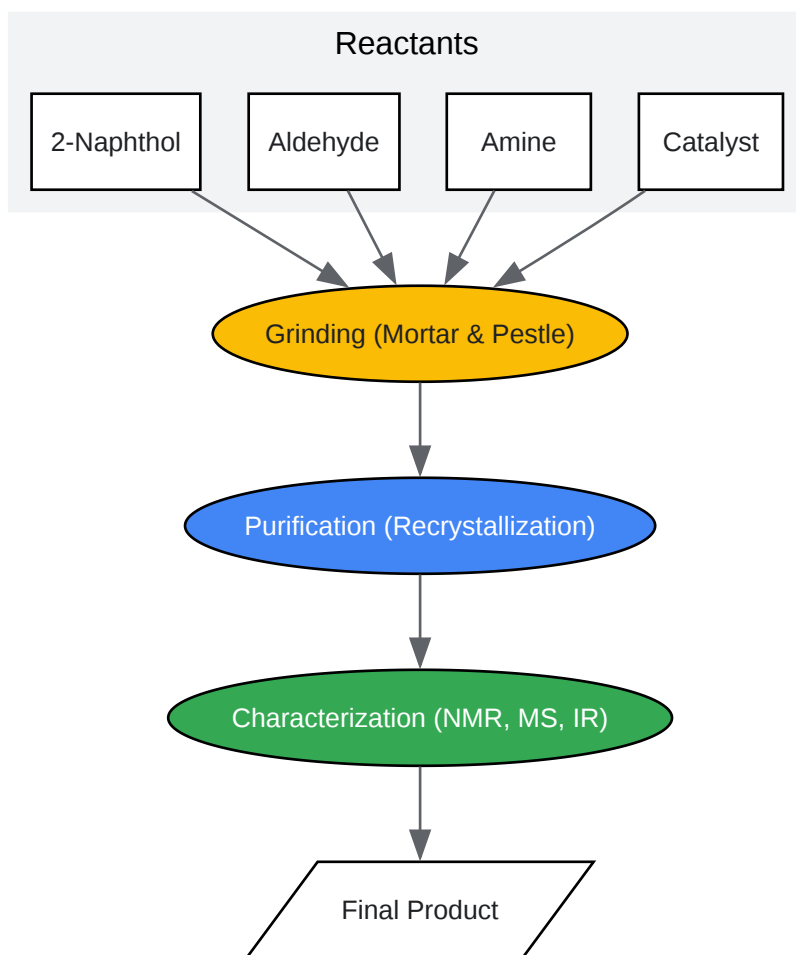 Reactants
2-Naphthol
Aldehyde
Amine
Catalyst
Grinding (Mortar & Pestle)
Purification (Recrystallization)
Characterization (NMR, MS, IR)
Final Product